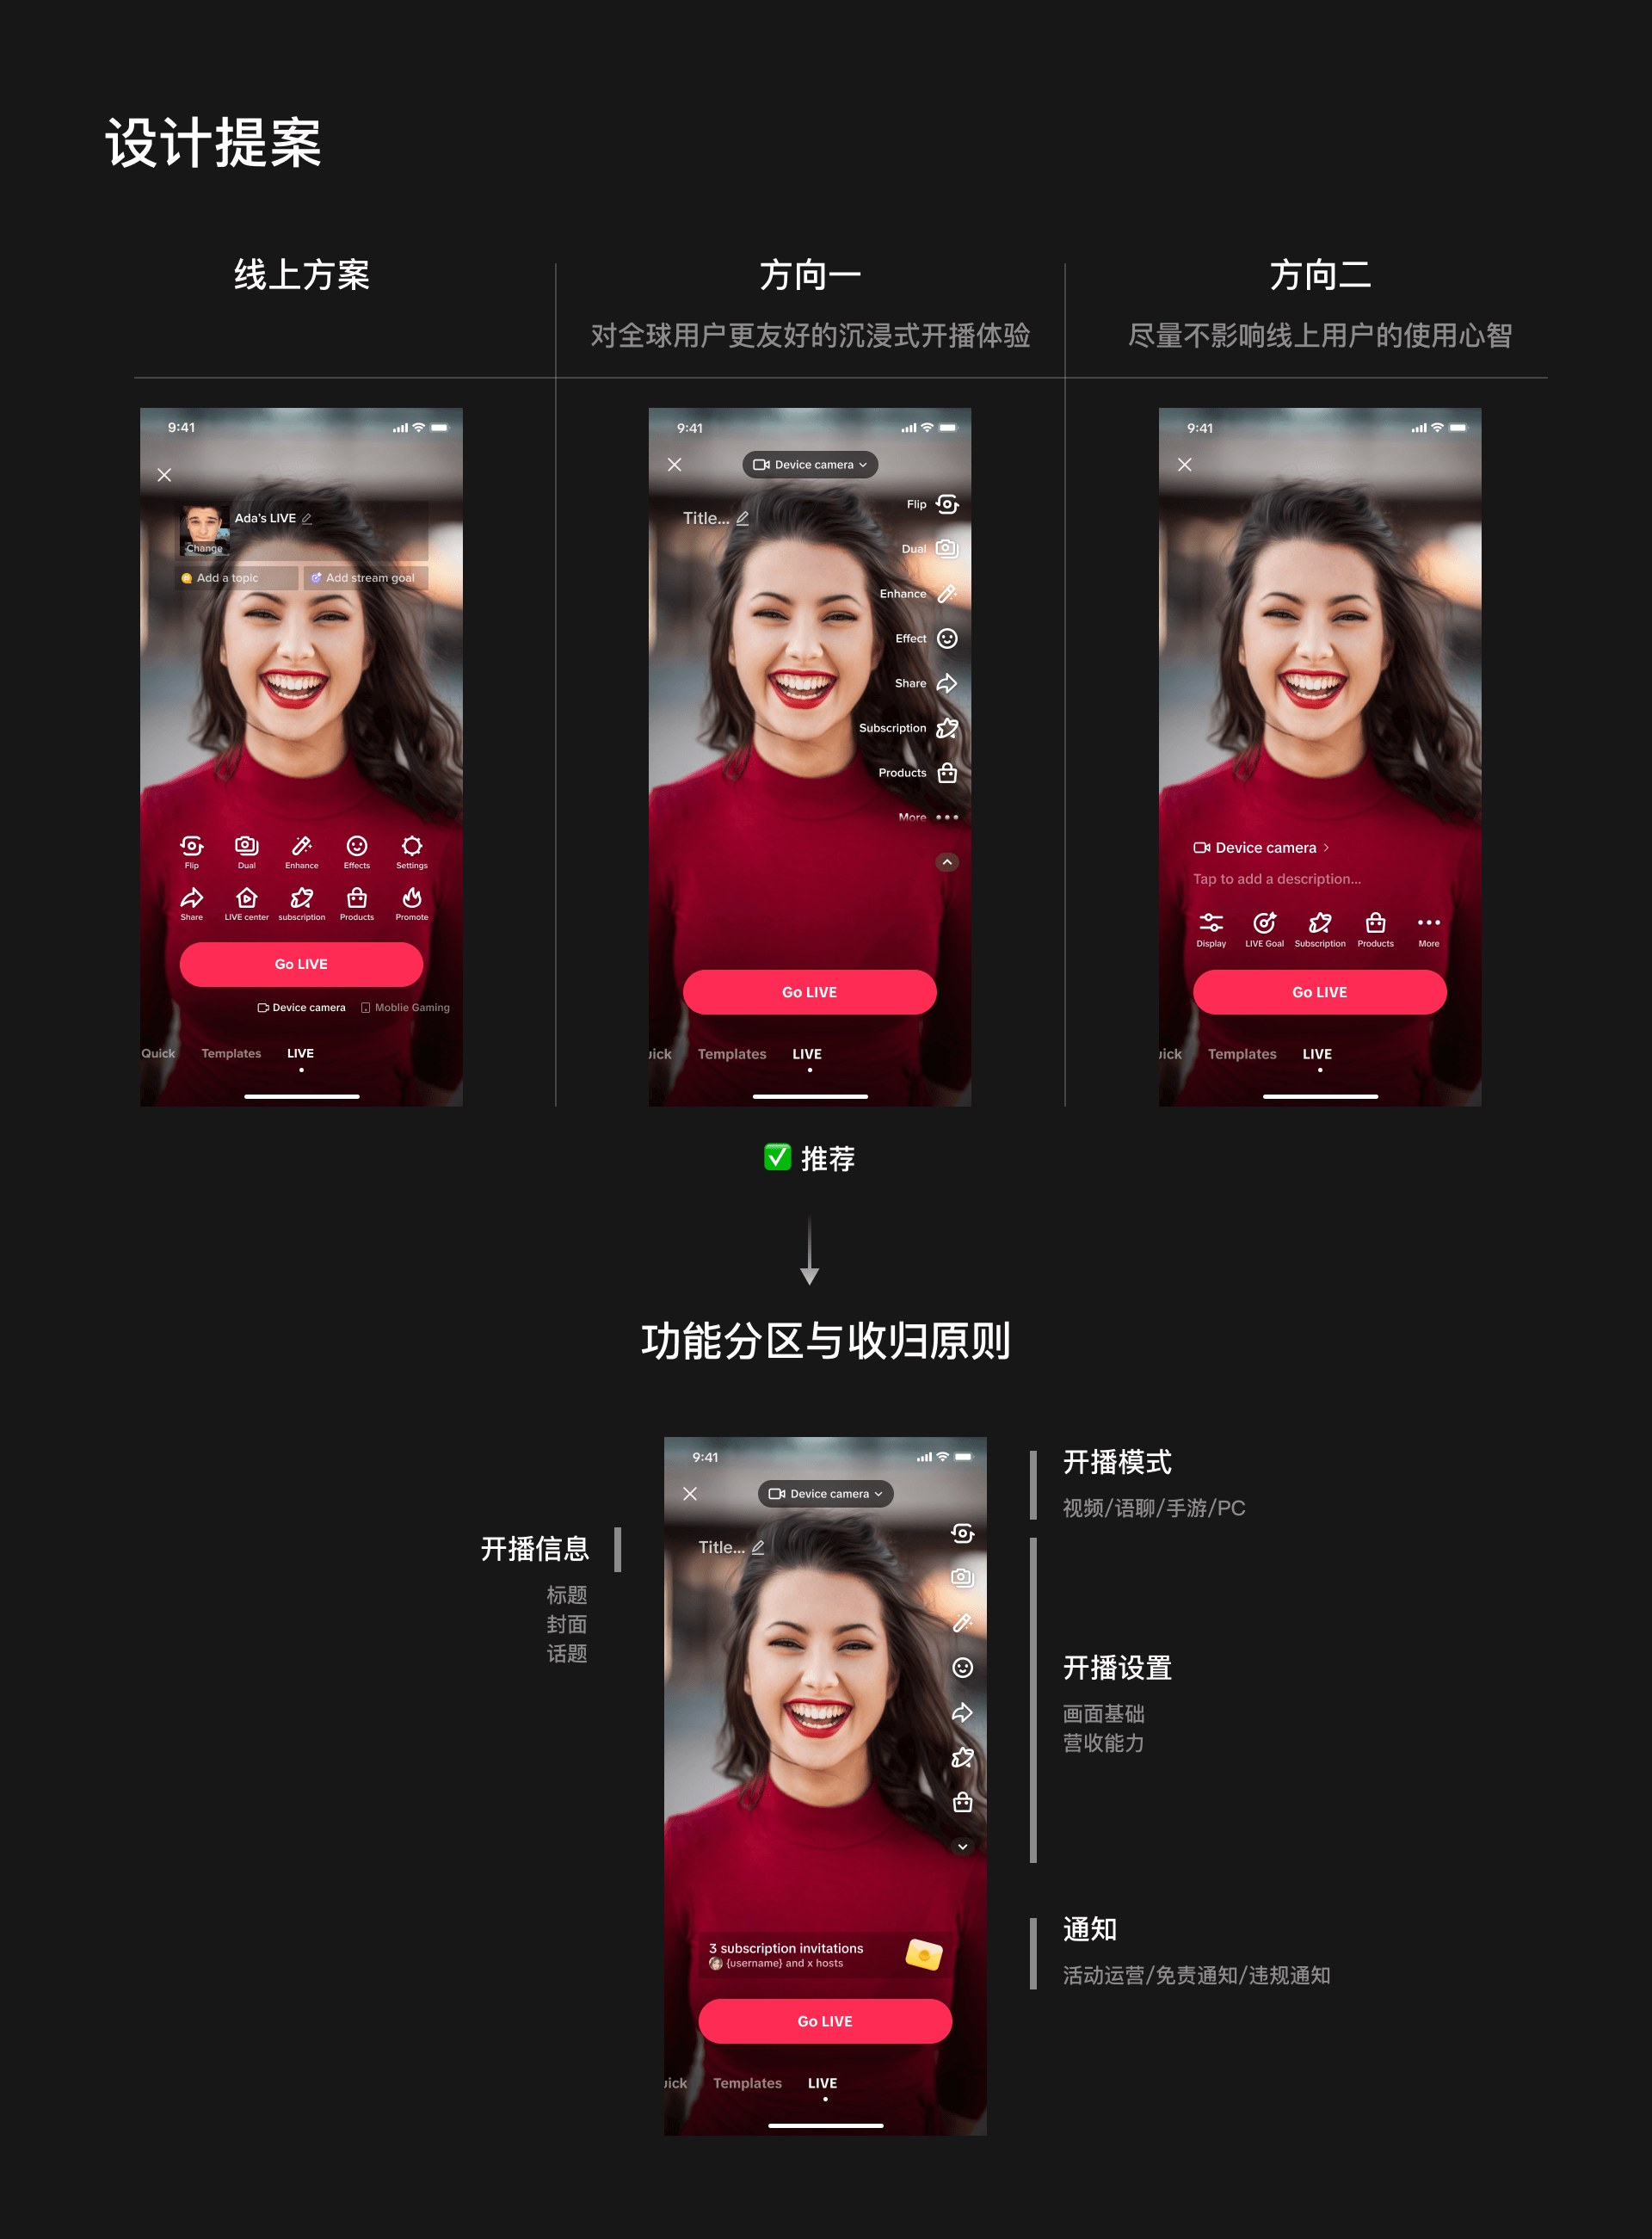 设计提案
线上方案
方向一
对全球用户更友好的沉浸式开播体验
方向二
尽量不影响线上用户的使用心智
9:41
Ada's LIVE
Change
Add a topic
Add stream goal
Flip
Dual
Enhance
Effects
Settings
Share
LIVE center
subscription
Products
Promote
Go LIVE
Device camera
Moblie Gaming
Quick
Templates
LIVE
9:41
Device camera
Title...
Flip
Dual
Enhance
Effect
Share
Subscription
Products
More
Go LIVE
uick
Templates
LIVE
9:41
Device camera
Tap to add a description...
Display
LIVE Goal
Subscription
Products
More
Go LIVE
uick
Templates
LIVE
推荐
功能分区与收归原则
开播信息
标题
封面
话题
9:41
Device camera
Title...
3 subscription invitations
{username} and x hosts
Go LIVE
uick
Templates
LIVE
开播模式
视频/语聊/手游/PC
开播设置
画面基础
营收能力
通知
活动运营/免责通知/违规通知